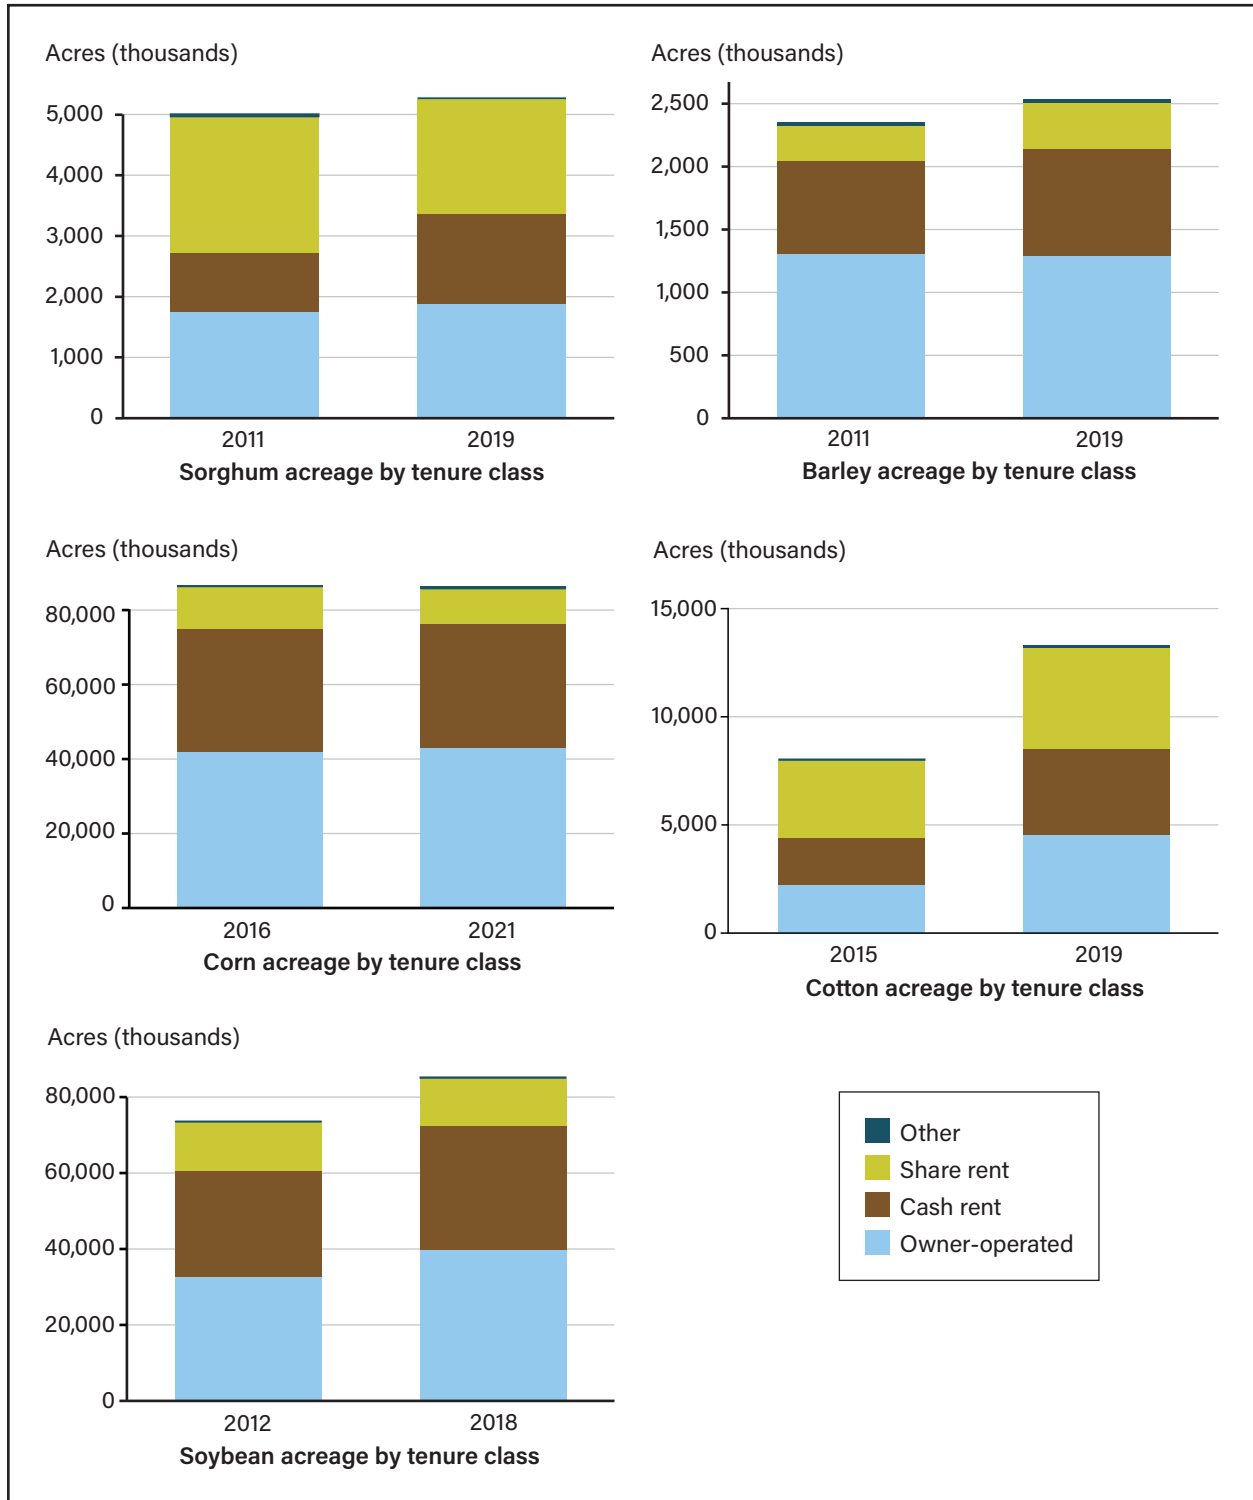 Acres (thousands)
5,000
4,000
3,000
2,000
1,000
0
2011 2019
Sorghum acreage by tenure class
Acres (thousands)
2,500
2,000
1,500
1,000
500
0
2011 2019
Barley acreage by tenure class
Acres (thousands)
80,000
60,000
40,000
20,000
0
2016 2021
Corn acreage by tenure class
Acres (thousands)
15,000
10,000
5,000
0
2015 2019
Cotton acreage by tenure class
Acres (thousands)
80,000
60,000
40,000
20,000
0
2012 2018
Soybean acreage by tenure class
Other
Share rent
Cash rent
Owner-operated